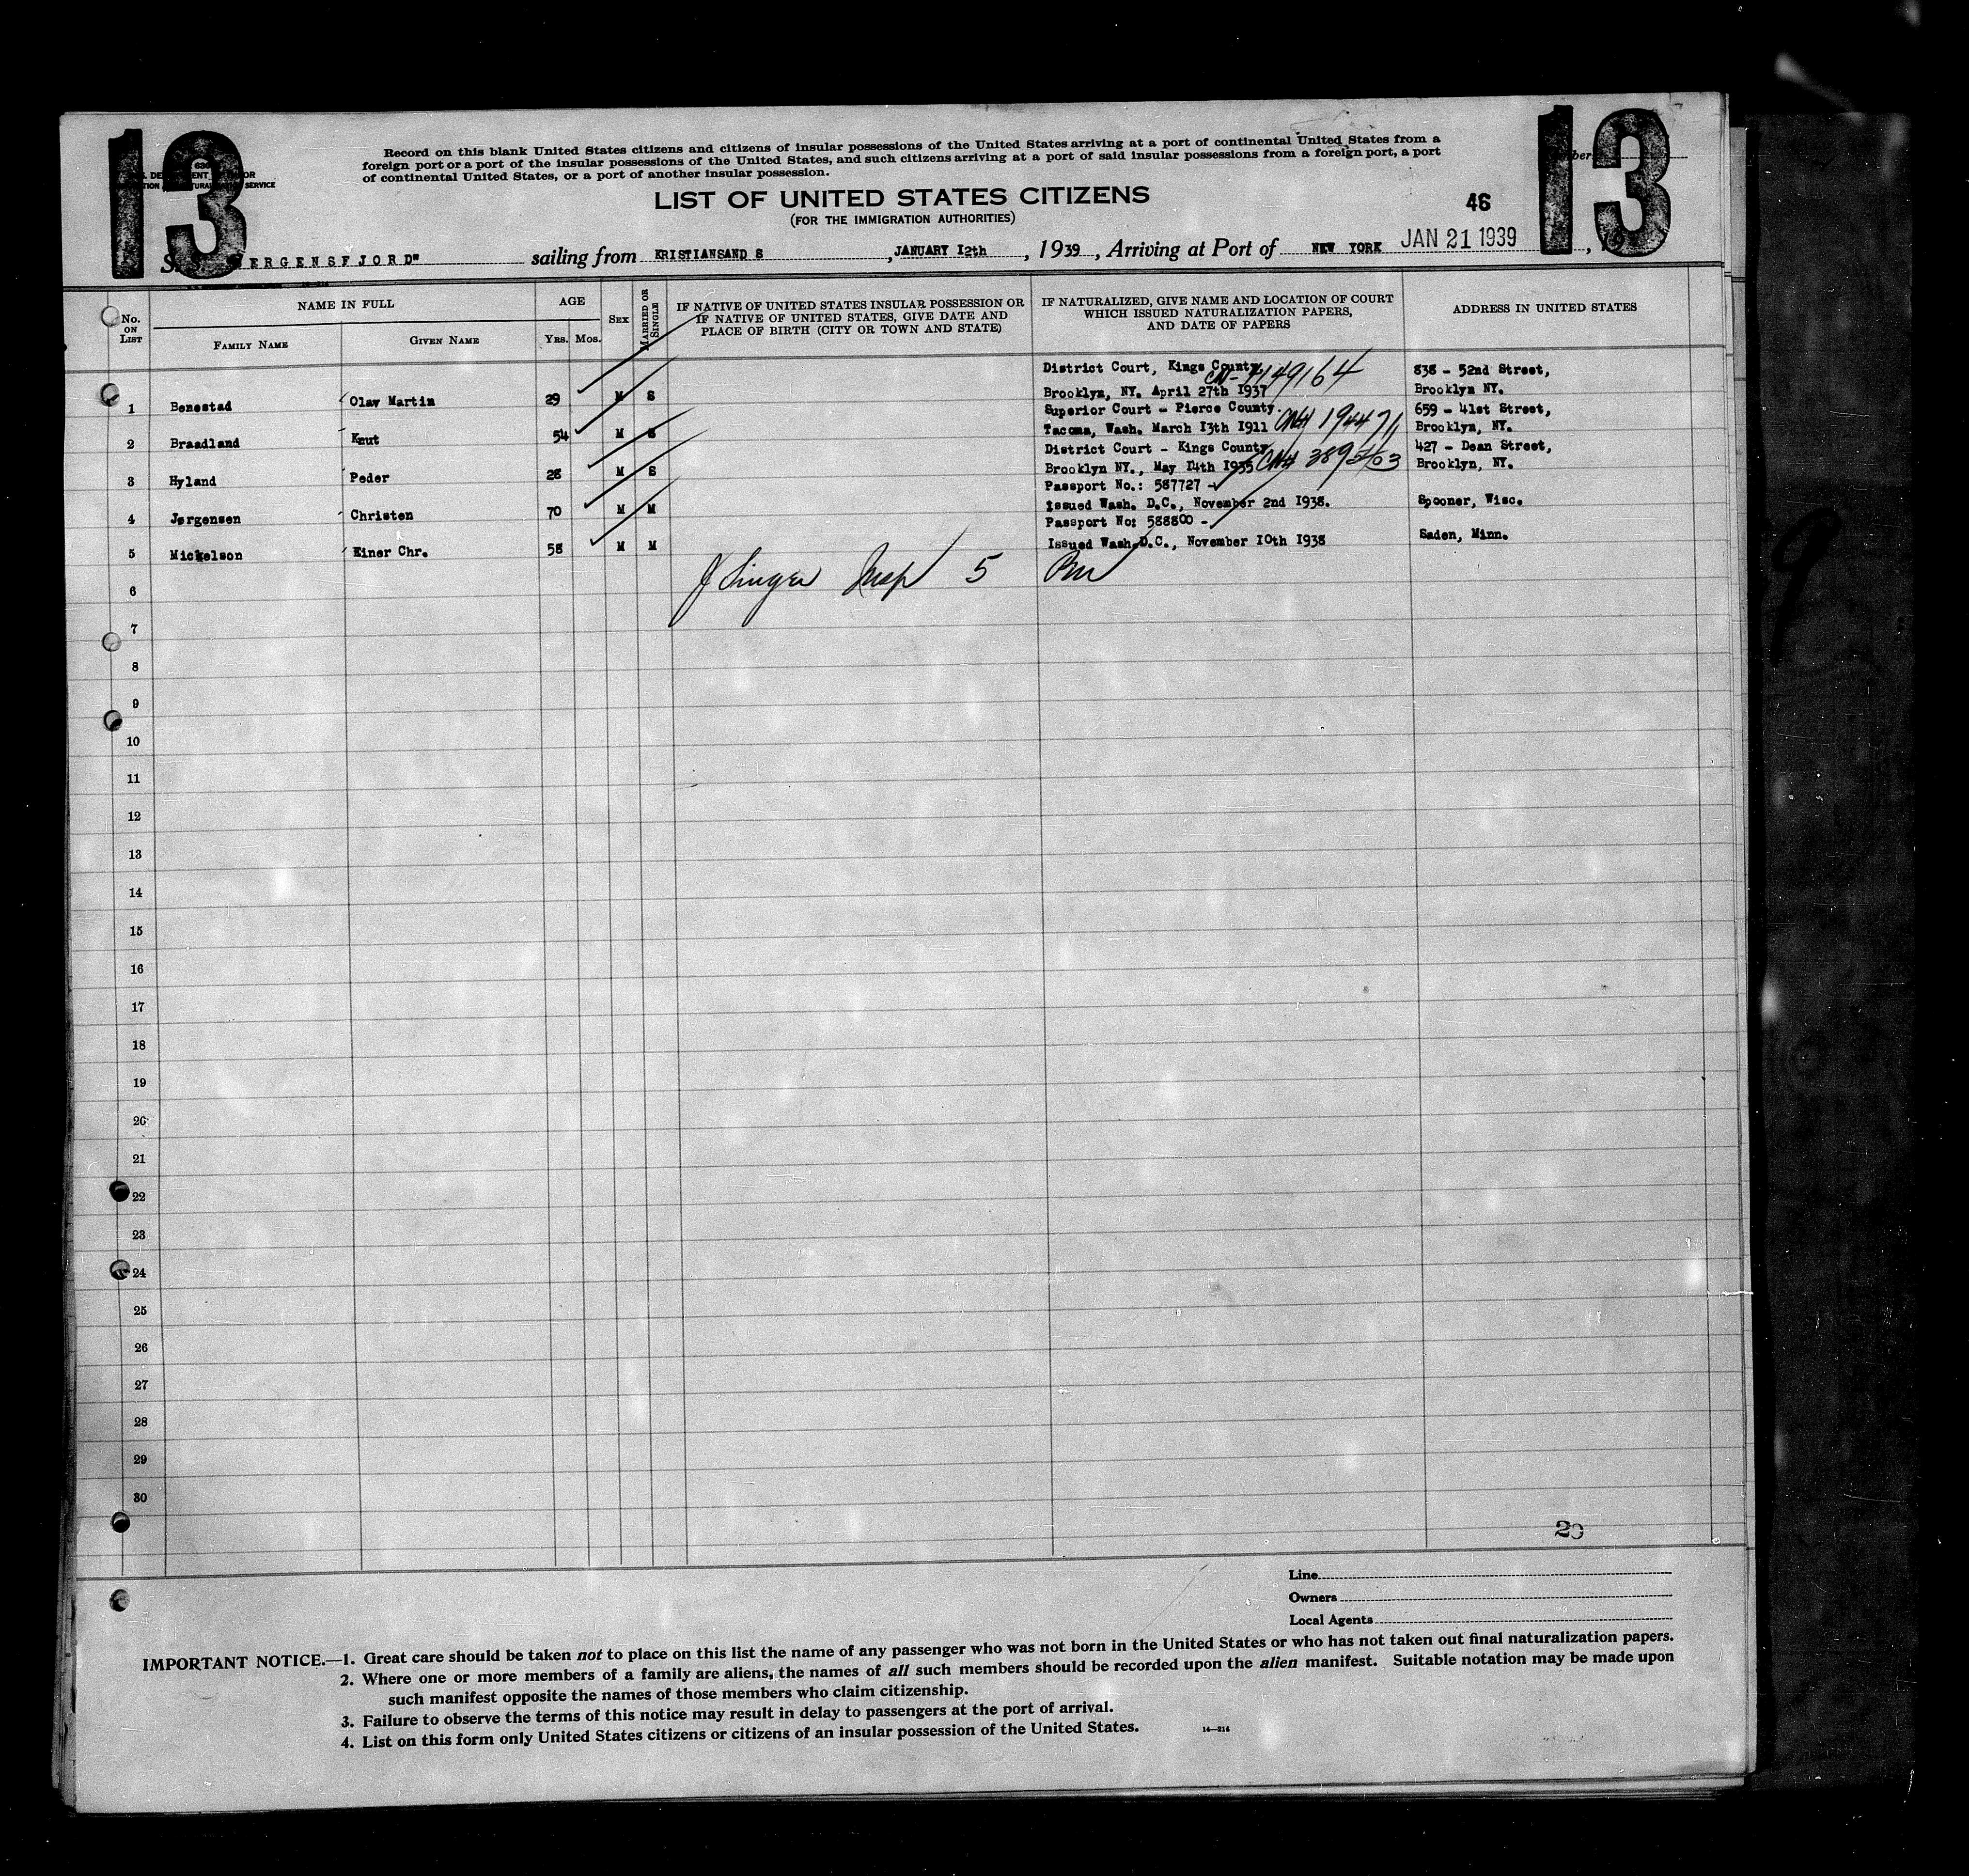 13
13
Record on this blank United States citizens and citizens of insular possessions of the United States arriving at a port of continental United States from a
foreign port or a port of the insular possessions of the United States, and such citizens arriving at a port of said insular possessions from a foreign port, a port
of continental United States, or a port of another insular possession.
LIST OF UNITED STATES CITIZENS
(FOR THE IMMIGRATION AUTHORITIES)
46
ERGENSFJORD" sailing from KRISTIANSAND S, JANUARY 12th, 1939, Arriving at Port of NEW YORK JAN 21 1939
No. ON LIST
NAME IN FULL
FAMILY NAME
GIVEN NAME
AGE
YRS. MOS.
SEX
MARRIED OR SINGLE
IF NATIVE OF UNITED STATES INSULAR POSSESSION OR
IF NATIVE OF UNITED STATES, GIVE DATE AND
PLACE OF BIRTH (CITY OR TOWN AND STATE)
IF NATURALIZED, GIVE NAME AND LOCATION OF COURT
WHICH ISSUED NATURALIZATION PAPERS,
AND DATE OF PAPERS
ADDRESS IN UNITED STATES
District Court, Kings County 838 - 52nd Street,
1 Benestad Olav Martin 29 M S Brooklyn, NY. April 27th 1937 Brooklyn NY.
Superior Court - Pierce County. 659 - 41st Street,
2 Braadland Knut 54 M S Tacoma, Wash. March 13th 1911 Brooklyn, NY.
District Court - Kings County 427 - Dean Street,
3 Hyland Peder 28 M S Brooklyn NY., May 14th 1935 Brooklyn, NY.
Passport No.: 587727 -
4 Jørgensen Christen 70 M M Issued Wash. D.C., November 2nd 1938. Spooner, Wisc.
Passport No: 588800 -
5 Mickelson Einer Chr. 58 M M Issued Wash. D.C., November 10th 1938 Saden, Minn.
J Singer Insp 5
6
7
8
9
10
11
12
13
14
15
16
17
18
19
20
21
22
23
24
25
26
27
28
29
30
20
Line
Owners
Local Agents
IMPORTANT NOTICE.—1. Great care should be taken not to place on this list the name of any passenger who was not born in the United States or who has not taken out final naturalization papers.
2. Where one or more members of a family are aliens, the names of all such members should be recorded upon the alien manifest. Suitable notation may be made upon
such manifest opposite the names of those members who claim citizenship.
3. Failure to observe the terms of this notice may result in delay to passengers at the port of arrival.
4. List on this form only United States citizens or citizens of an insular possession of the United States.
14—314